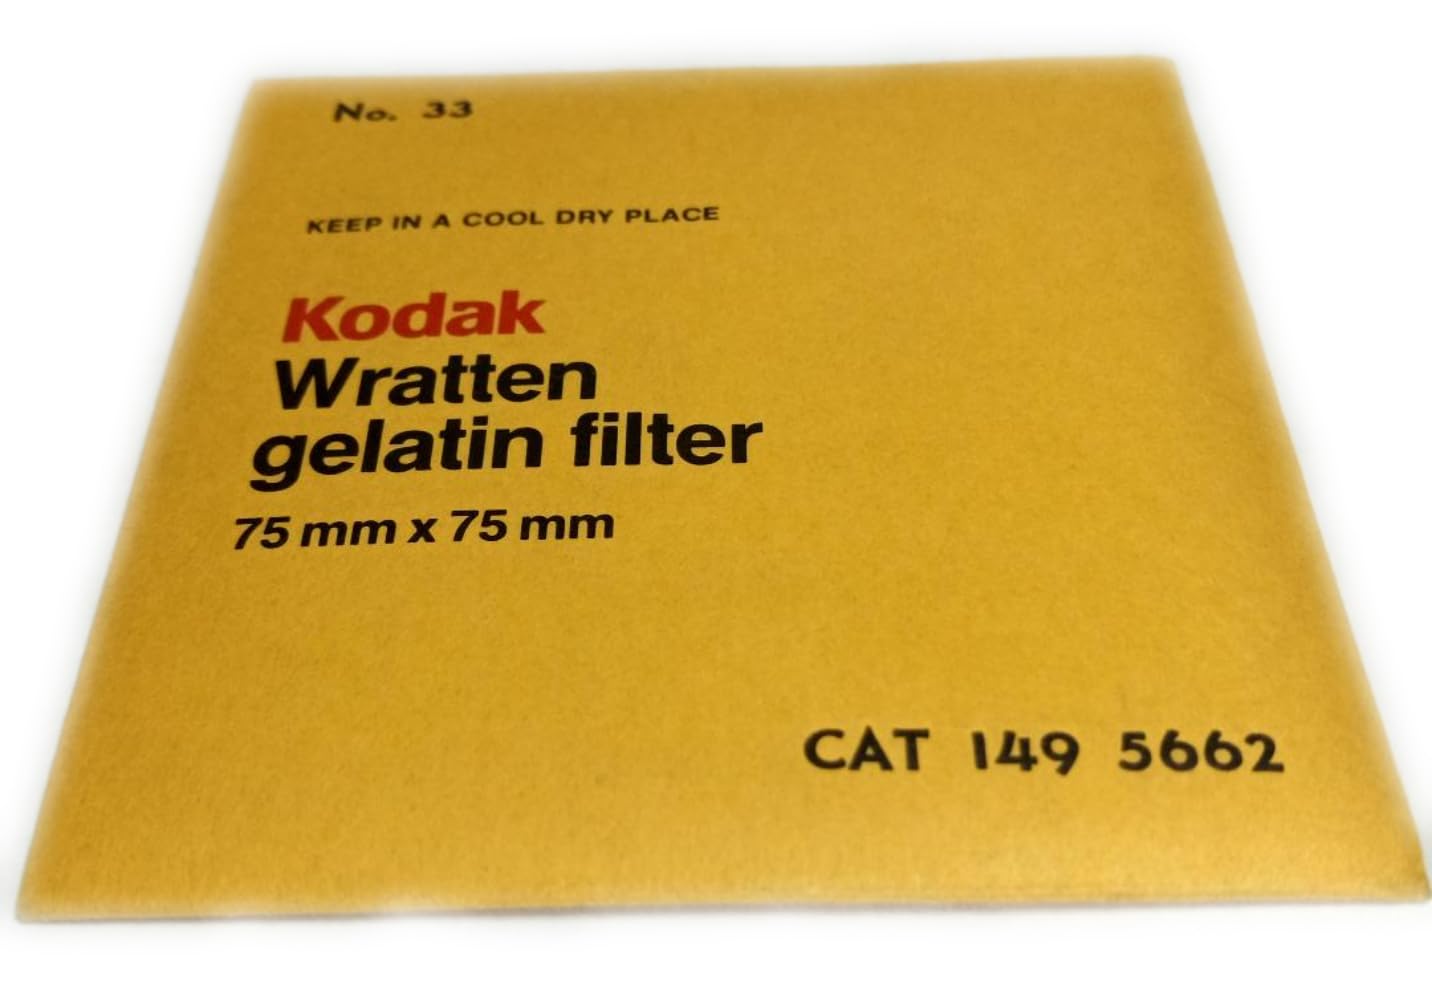 No. 33
KEEP IN A COOL DRY PLACE
Kodak
Wratten
gelatin filter
75 mm x 75 mm
CAT 149 5662